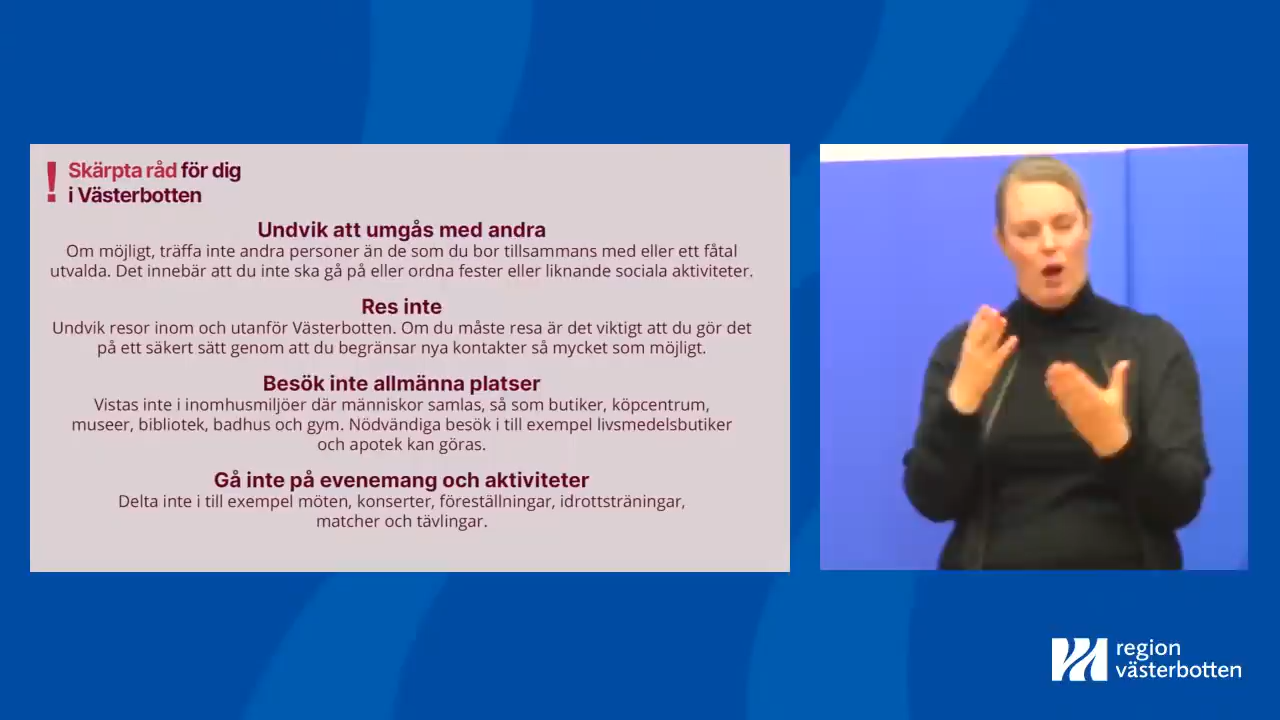 ! Skärpta råd för dig
i Västerbotten
Undvik att umgås med andra
Om möjligt, träffa inte andra personer än de som du bor tillsammans med eller ett fåtal
utvalda. Det innebär att du inte ska gå på eller ordna fester eller liknande sociala aktiviteter.
Res inte
Undvik resor inom och utanför Västerbotten. Om du måste resa är det viktigt att du gör det
på ett säkert sätt genom att du begränsar nya kontakter så mycket som möjligt.
Besök inte allmänna platser
Vistas inte i inomhusmiljöer där människor samlas, så som butiker, köpcentrum,
museer, bibliotek, badhus och gym. Nödvändiga besök i till exempel livsmedelsbutiker
och apotek kan göras.
Gå inte på evenemang och aktiviteter
Delta inte i till exempel möten, konserter, föreställningar, idrottsträningar,
matcher och tävlingar.
region
västerbotten